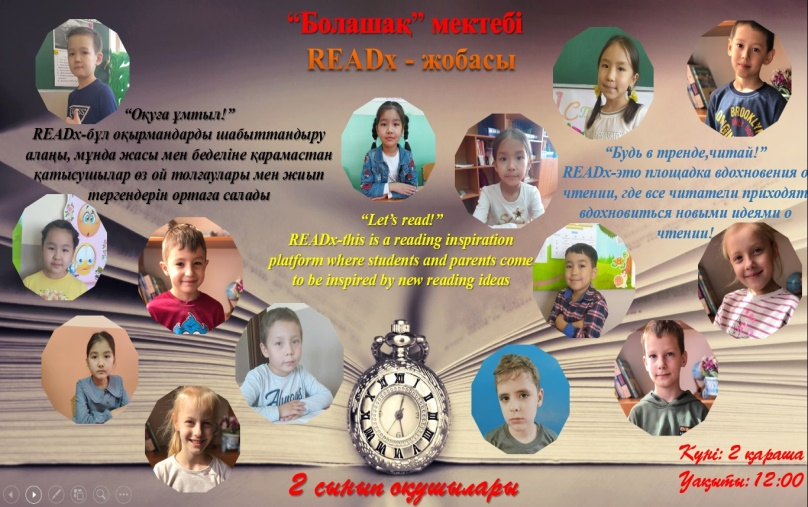 “Болашақ” мектебі
READx - жобасы
“Оқуға ұмтыл!”
READx-бұл оқырмандарды шабыттандыру
алаңы, мұнда жасы мен беделіне қарамастан
қатысушылар өз ой толғаулары мен жиып
тергендерін ортаға салады
“Let’s read!”
READx-this is a reading inspiration
platform where students and parents come
to be inspired by new reading ideas
“Будь в тренде,читай!”
READx-это площадка вдохновения о
чтении, где все читатели приходят
вдохновиться новыми идеями о
чтении!
BROOKLYN
Күні: 2 қараша
Уақыты: 12:00
2 сынып оқушылары